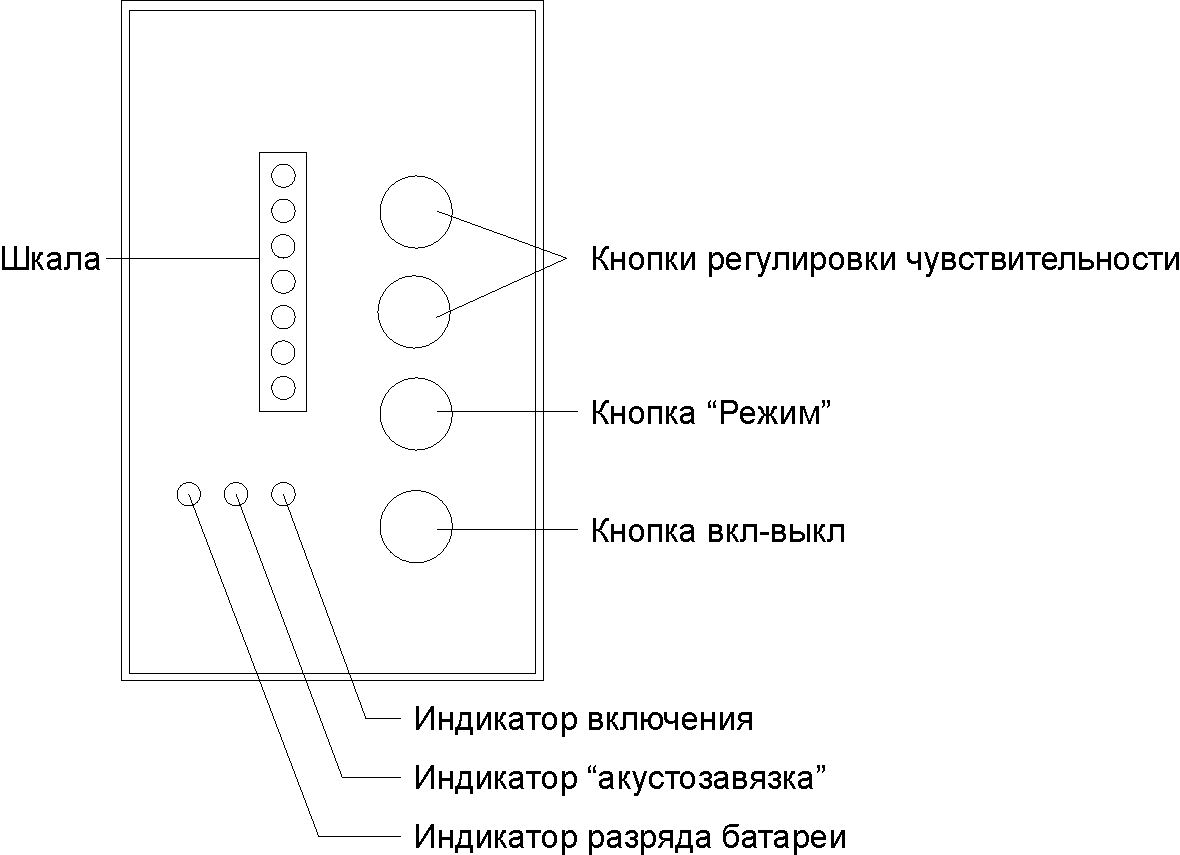 Шкала
Кнопки регулировки чувствительности
Кнопка “Режим”
Кнопка вкл-выкл
Индикатор включения
Индикатор “акустозавязка”
Индикатор разряда батареи